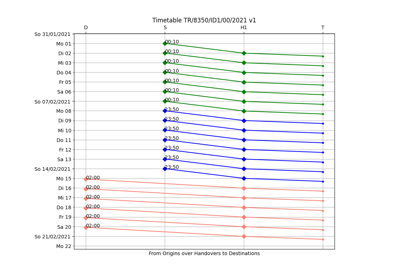 Timetable TR/8350/ID1/00/2021 v1
D S H1 T
So 31/01/2021
Mo 01 00:10
Di 02 00:10
Mi 03 00:10
Do 04 00:10
Fr 05 00:10
Sa 06 00:10
So 07/02/2021 00:10
Mo 08 23:50
Di 09 23:50
Mi 10 23:50
Do 11 23:50
Fr 12 23:50
Sa 13 23:50
So 14/02/2021 23:50
Mo 15 02:00
Di 16 02:00
Mi 17 02:00
Do 18 02:00
Fr 19 02:00
Sa 20 02:00
So 21/02/2021
Mo 22
From Origins over Handovers to Destinations